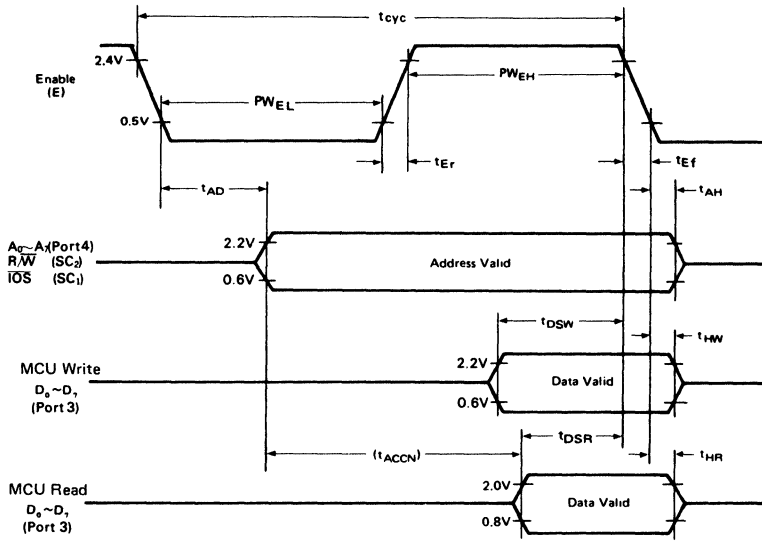 tcyc
2.4V
Enable
(E)
PWEH
PWEL
0.5V
tEr
tEf
tAD
tAH
A0~A7(Port4)
R/W̅ (SC2)
I̅O̅S̅ (SC1)
2.2V
Address Valid
0.6V
tDSW
tHW
MCU Write
D0~D7
(Port 3)
2.2V
Data Valid
0.6V
tDSR
(tACCN)
tHR
MCU Read
D0~D7
(Port 3)
2.0V
Data Valid
0.8V